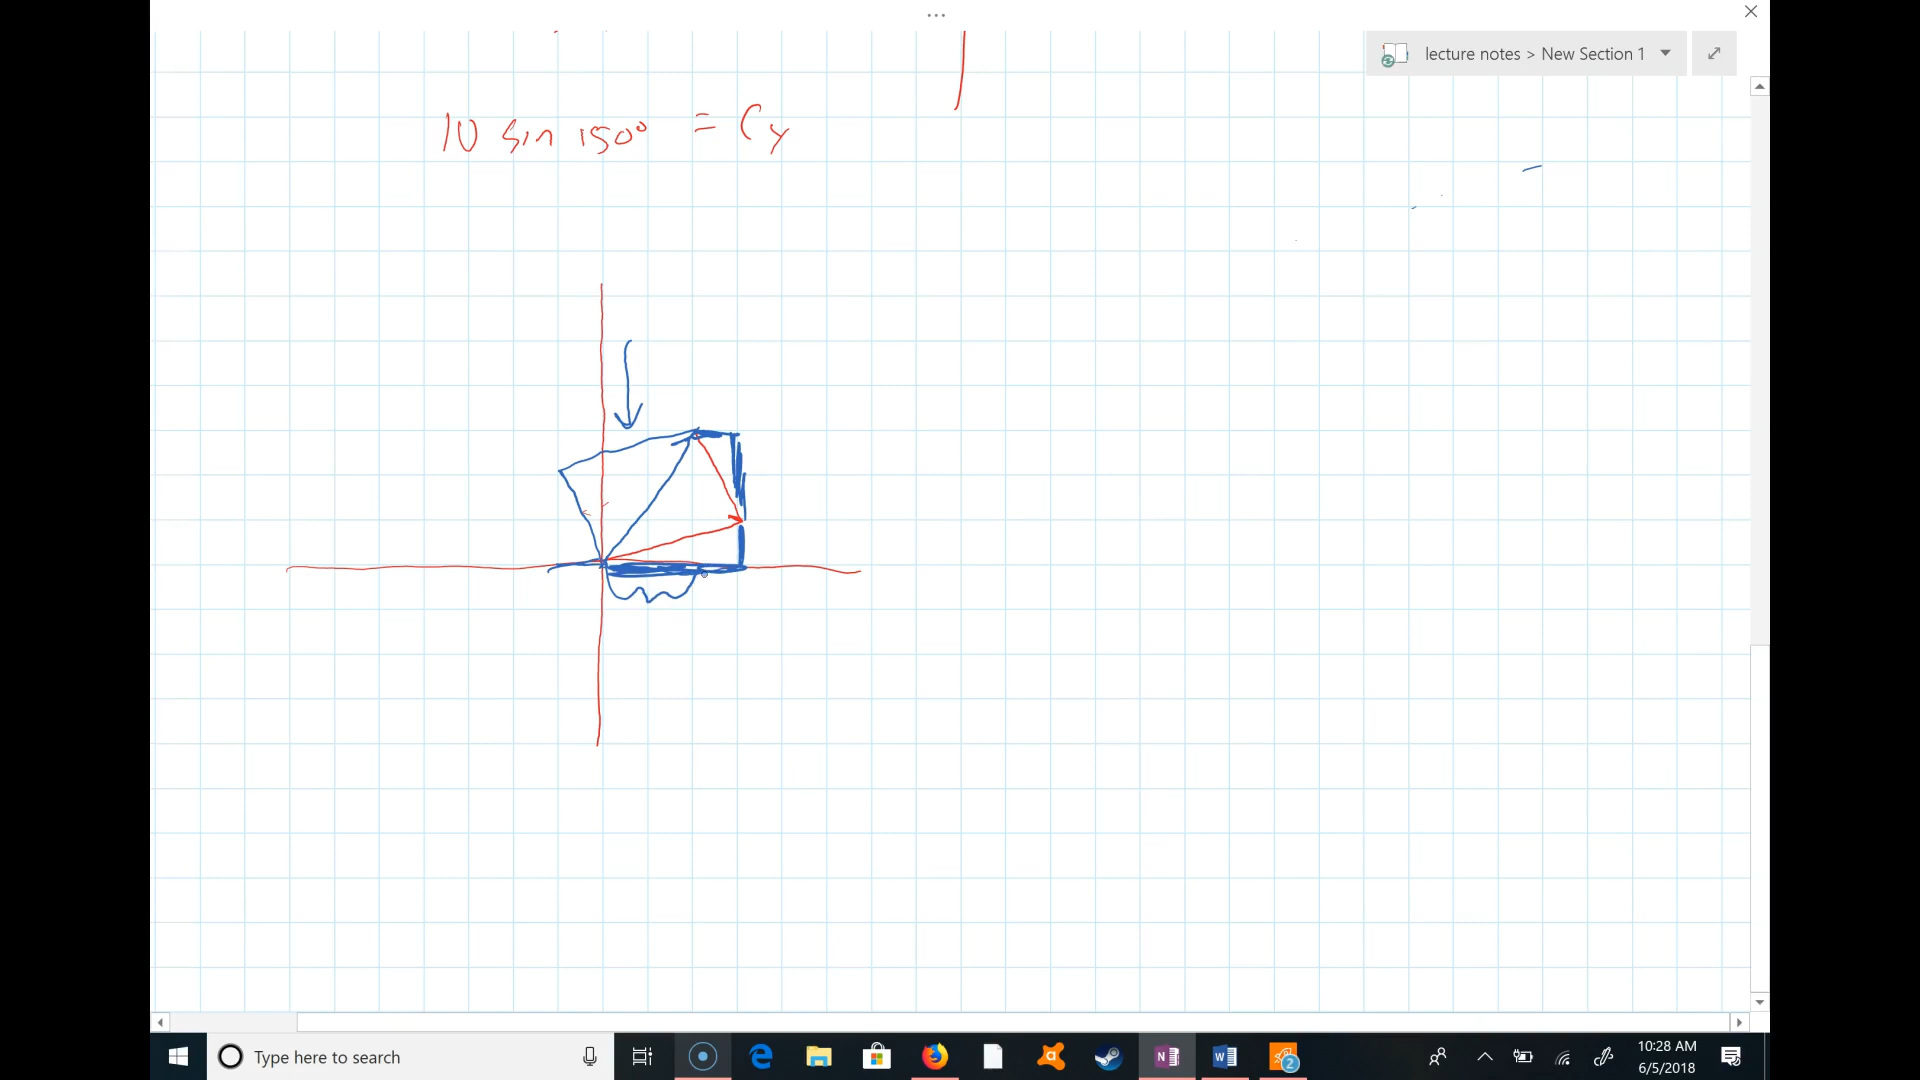 lecture notes > New Section 1
10 sin 150° = Cy
Type here to search
2
10:28 AM
6/5/2018